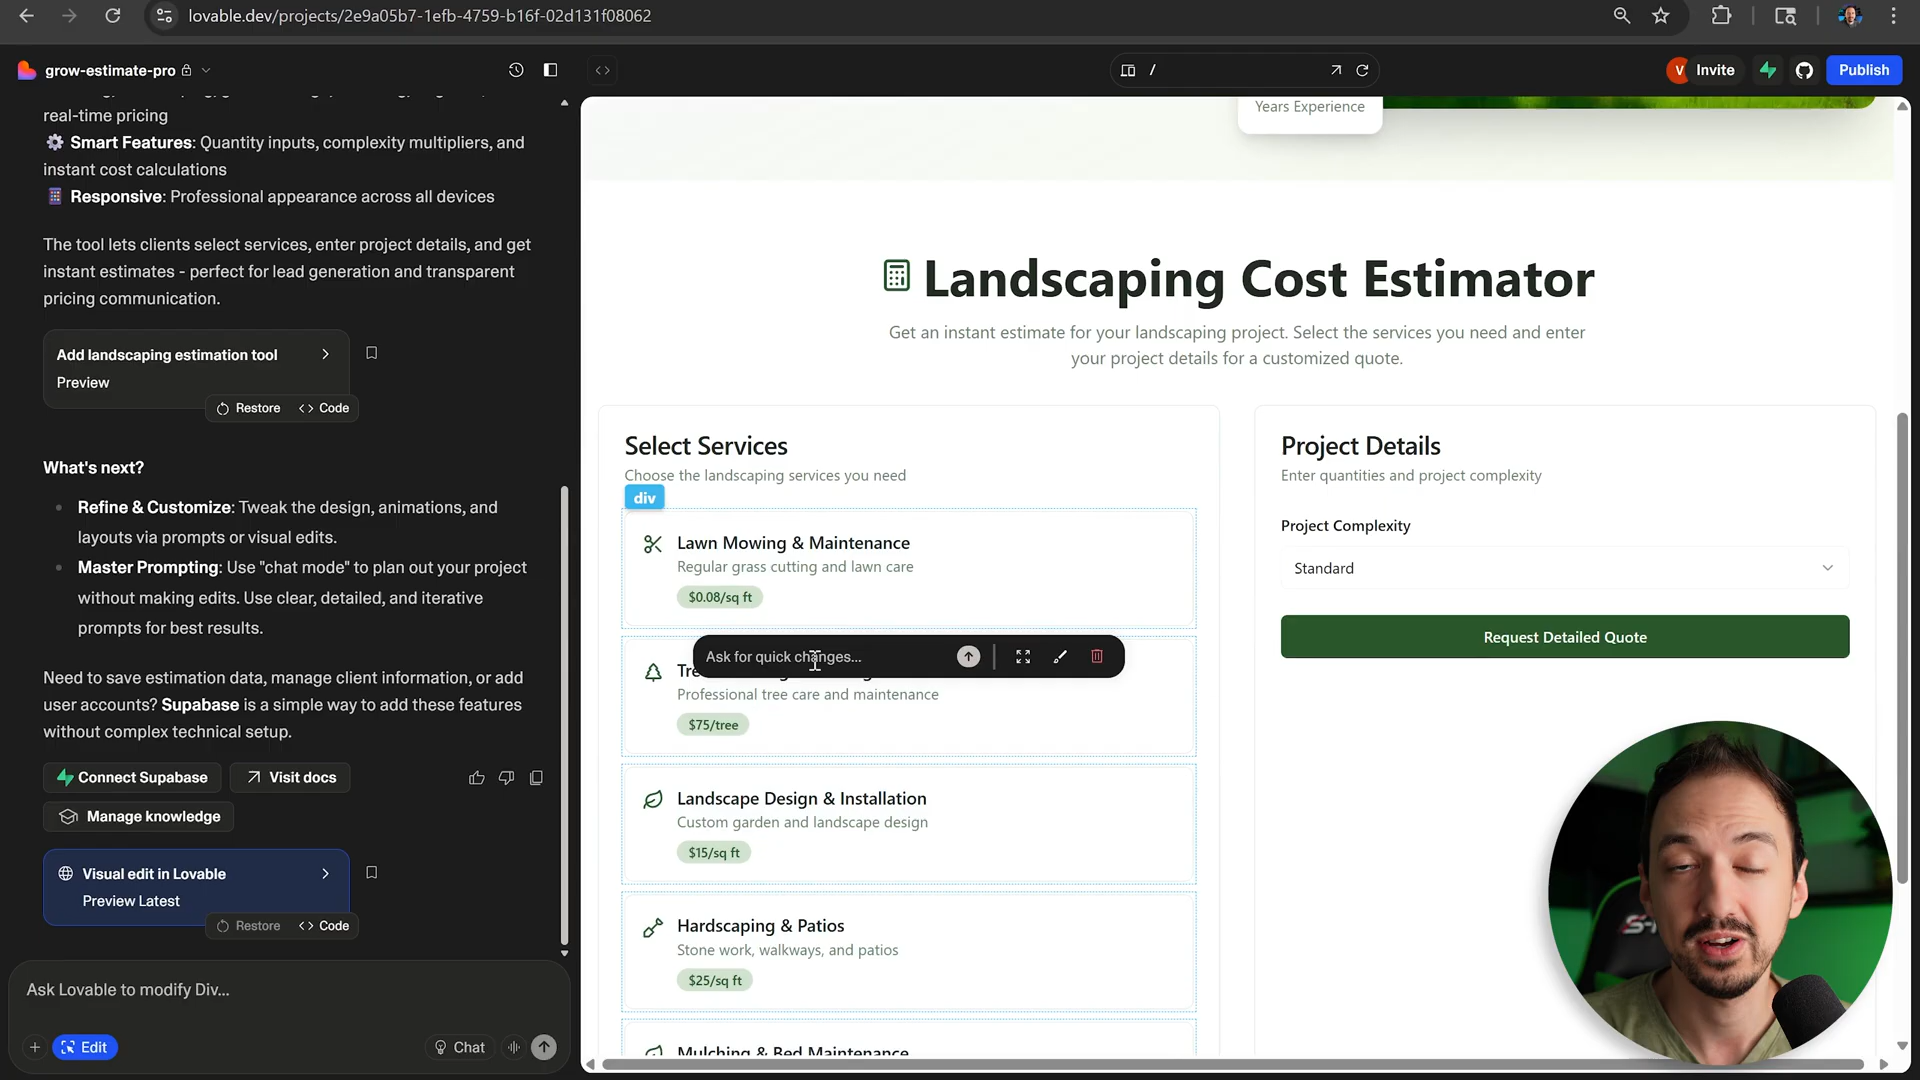 lovable.dev/projects/2e9a05b7-1efb-4759-b16f-02d131f08062
grow-estimate-pro
/
V
Invite
Publish
real-time pricing
Smart Features: Quantity inputs, complexity multipliers, and
instant cost calculations
Responsive: Professional appearance across all devices
The tool lets clients select services, enter project details, and get
instant estimates - perfect for lead generation and transparent
pricing communication.
Add landscaping estimation tool
Preview
Restore
Code
What's next?
Refine & Customize: Tweak the design, animations, and
layouts via prompts or visual edits.
Master Prompting: Use "chat mode" to plan out your project
without making edits. Use clear, detailed, and iterative
prompts for best results.
Need to save estimation data, manage client information, or add
user accounts? Supabase is a simple way to add these features
without complex technical setup.
Connect Supabase
Visit docs
Manage knowledge
Visual edit in Lovable
Preview Latest
Restore
Code
Ask Lovable to modify Div...
Edit
Chat
Years Experience
Landscaping Cost Estimator
Get an instant estimate for your landscaping project. Select the services you need and enter
your project details for a customized quote.
Select Services
Choose the landscaping services you need
div
Lawn Mowing & Maintenance
Regular grass cutting and lawn care
$0.08/sq ft
Ask for quick changes...
Professional tree care and maintenance
$75/tree
Landscape Design & Installation
Custom garden and landscape design
$15/sq ft
Hardscaping & Patios
Stone work, walkways, and patios
$25/sq ft
Mulching & Bed Maintenance
Project Details
Enter quantities and project complexity
Project Complexity
Standard
Request Detailed Quote